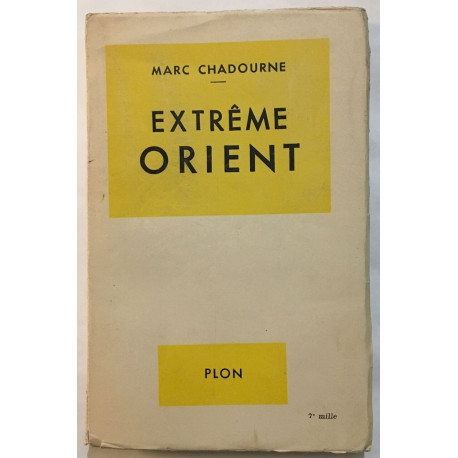 MARC CHADOURNE
EXTRÊME
ORIENT
PLON
7e mille